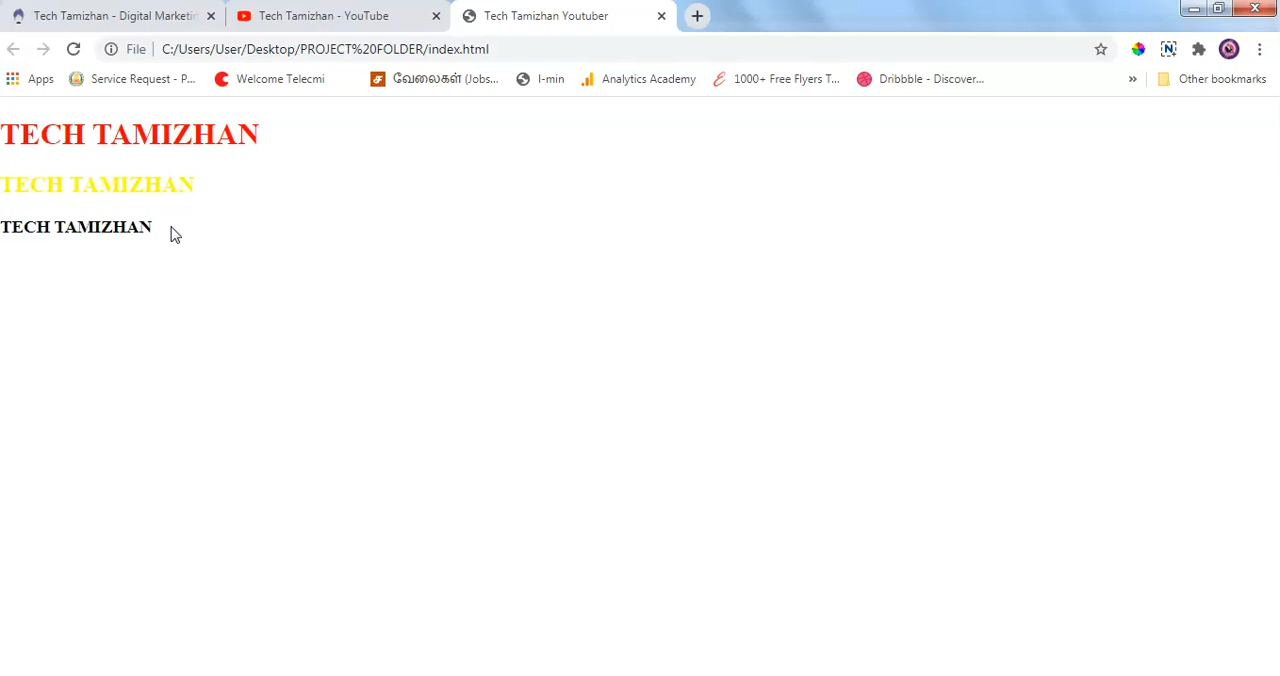 Tech Tamizhan - Digital Marketin
Tech Tamizhan - YouTube
Tech Tamizhan Youtuber
File
C:/Users/User/Desktop/PROJECT%20FOLDER/index.html
Apps
Service Request - P...
Welcome Telecmi
வேலைகள் (Jobs...
I-min
Analytics Academy
1000+ Free Flyers T...
Dribbble - Discover...
»
Other bookmarks
TECH TAMIZHAN
TECH TAMIZHAN
TECH TAMIZHAN